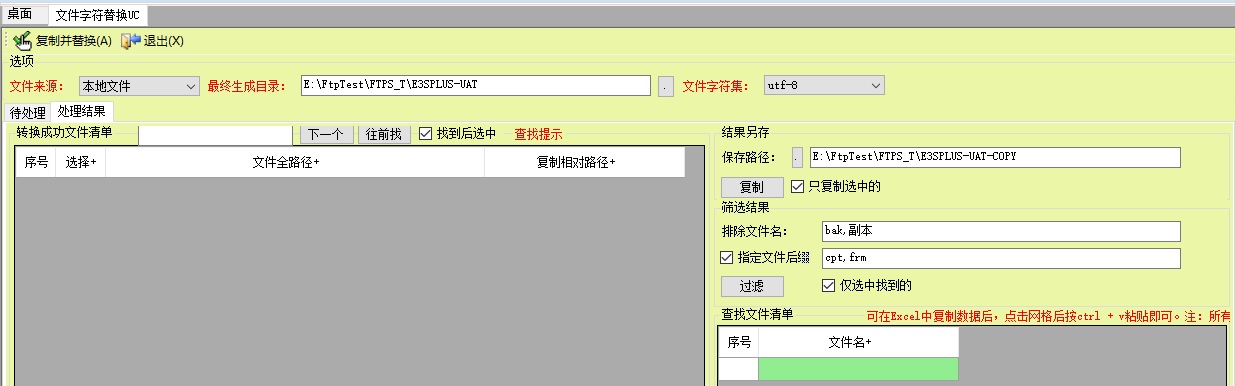 桌面 文件字符替换UC
复制并替换(A) 退出(X)
选项
文件来源: 本地文件 最终生成目录: E:\FtpTest\FTPS_T\E3SPLUS-UAT . 文件字符集: utf-8
待处理 处理结果
转换成功文件清单 下一个 往前找 找到后选中 查找提示
序号 选择+ 文件全路径+ 复制相对路径+
结果另存
保存路径: . E:\FtpTest\FTPS_T\E3SPLUS-UAT-COPY
复制 只复制选中的
筛选结果
排除文件名: bak,副本
指定文件后缀 cpt,frm
过滤 仅选中找到的
查找文件清单 可在Excel中复制数据后，点击网格后按ctrl + v粘贴即可。注: 所有
序号 文件名+